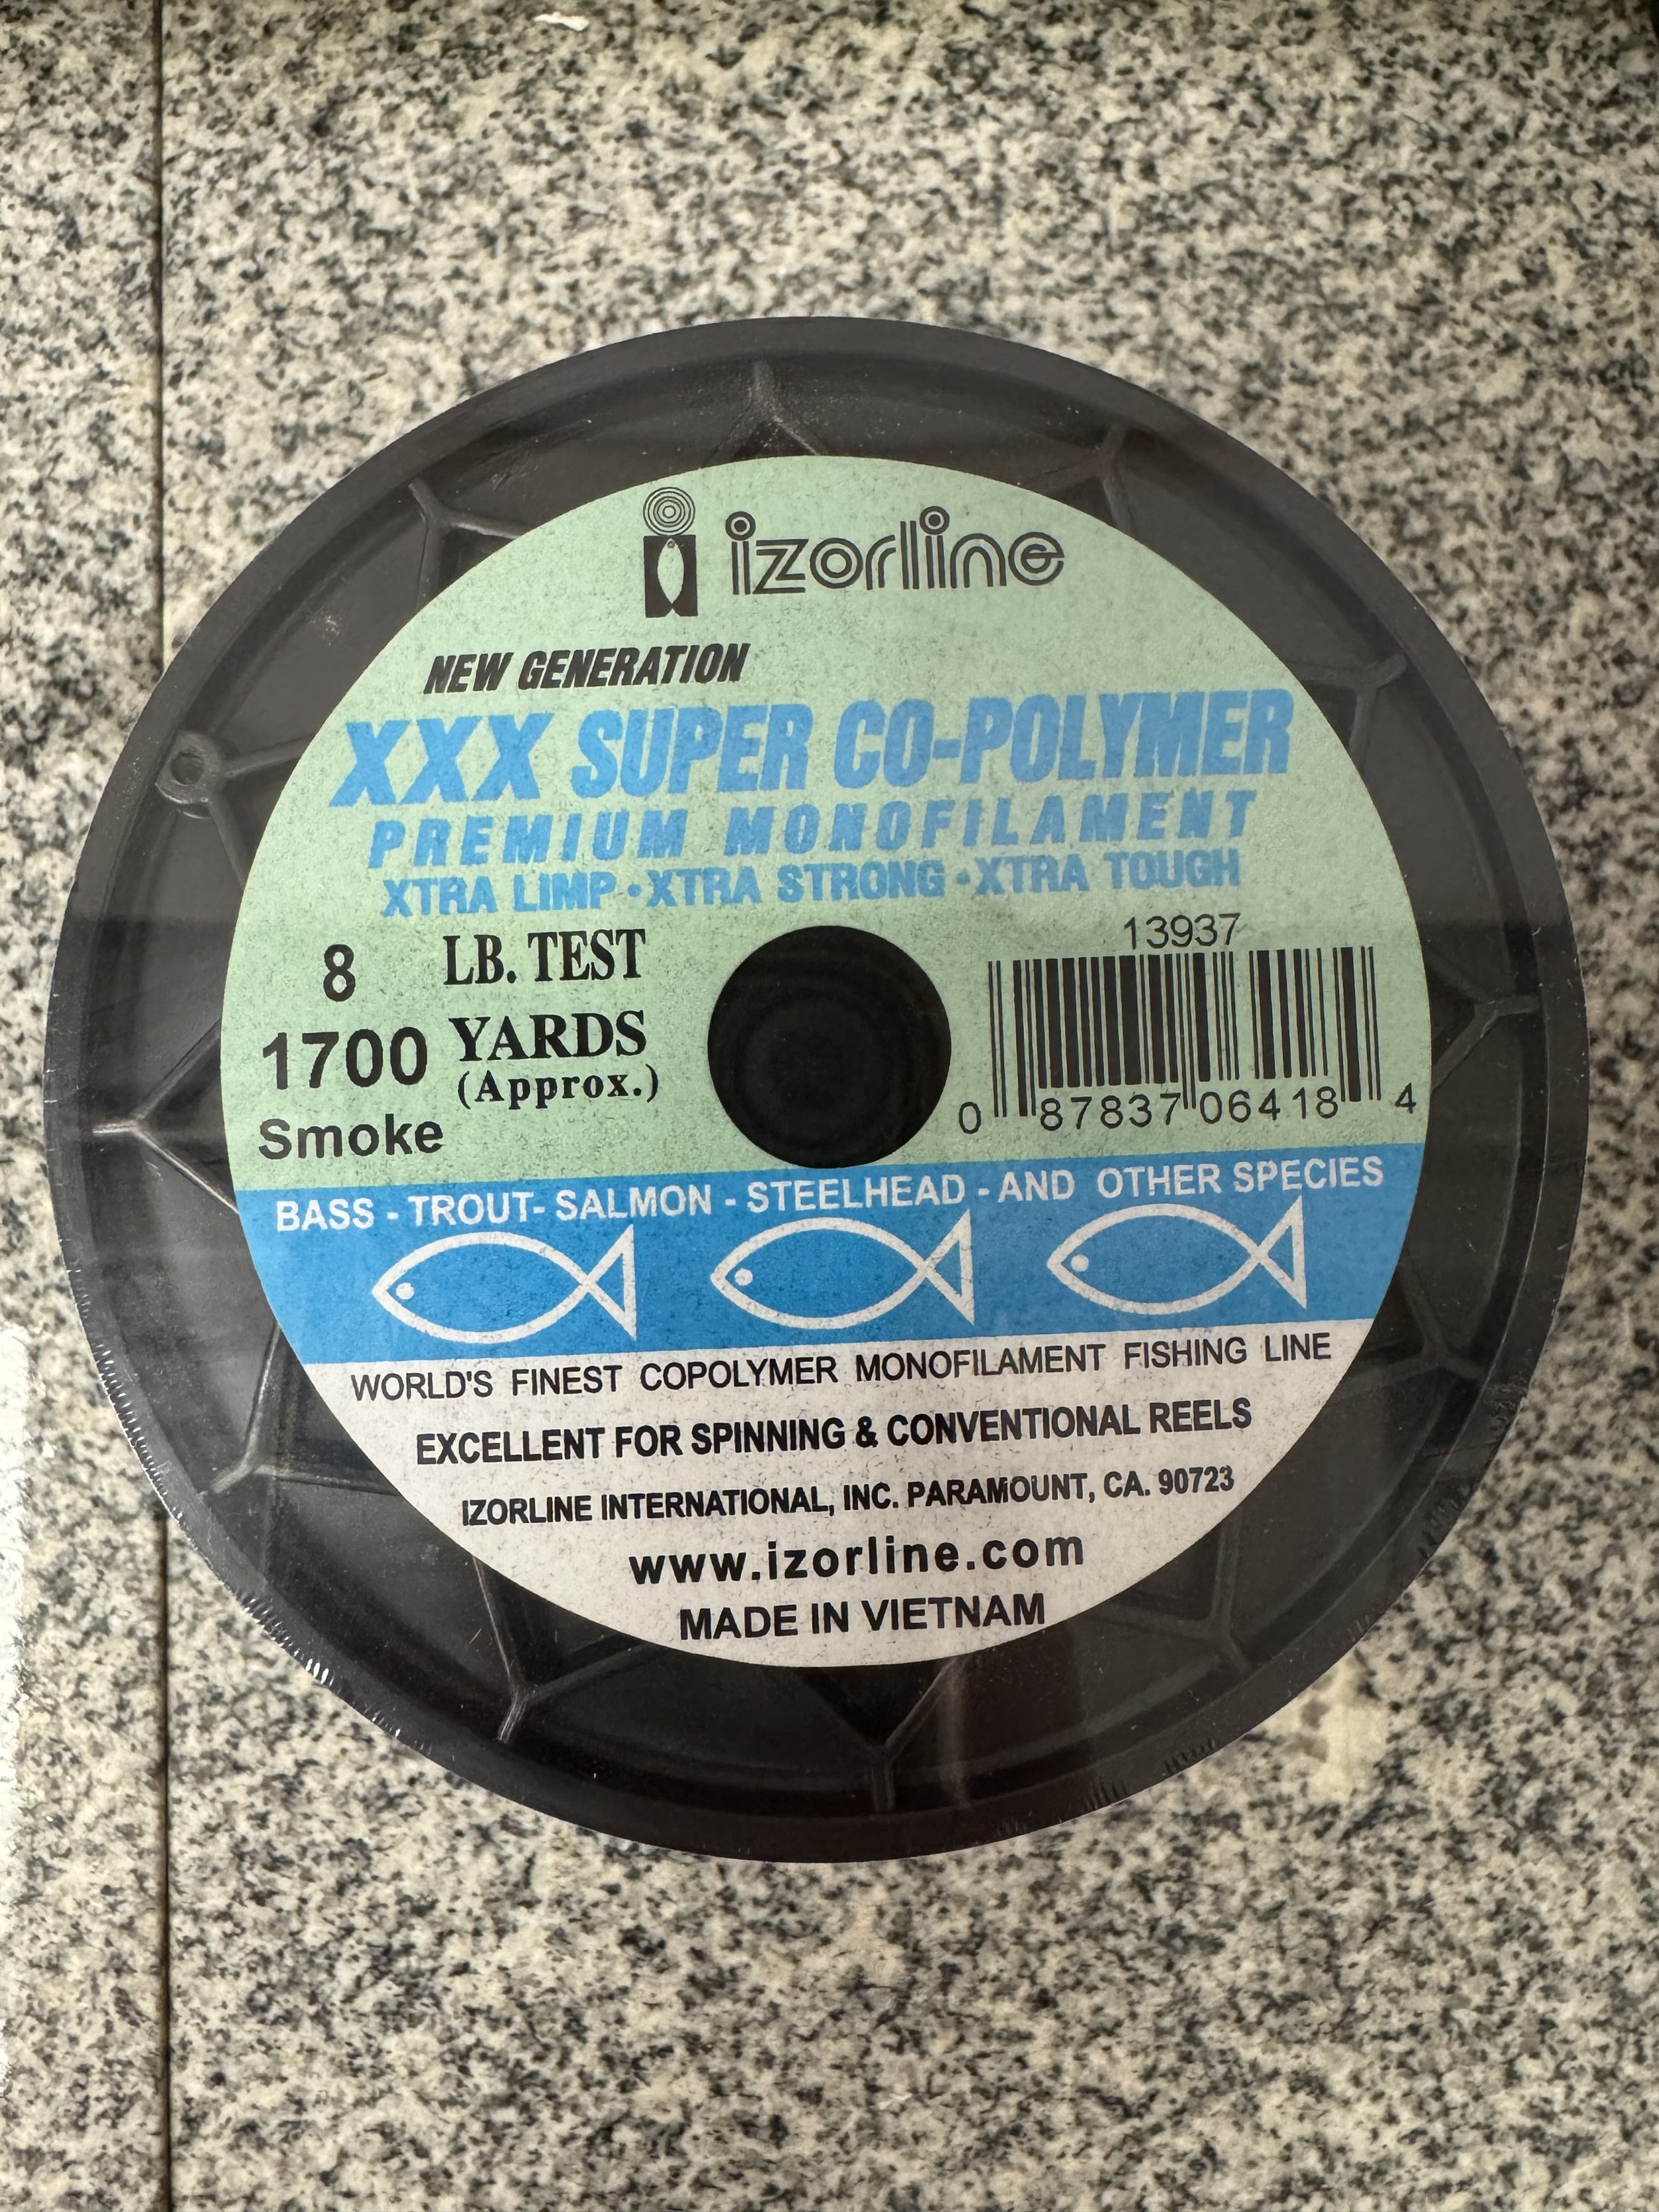 izorline
NEW GENERATION
XXX SUPER CO-POLYMER
PREMIUM MONOFILAMENT
XTRA LIMP • XTRA STRONG • XTRA TOUGH
8 LB. TEST
1700 YARDS
(Approx.)
Smoke
13937
0 87837 06418 4
BASS - TROUT- SALMON - STEELHEAD - AND OTHER SPECIES
WORLD'S FINEST COPOLYMER MONOFILAMENT FISHING LINE
EXCELLENT FOR SPINNING & CONVENTIONAL REELS
IZORLINE INTERNATIONAL, INC. PARAMOUNT, CA. 90723
www.izorline.com
MADE IN VIETNAM